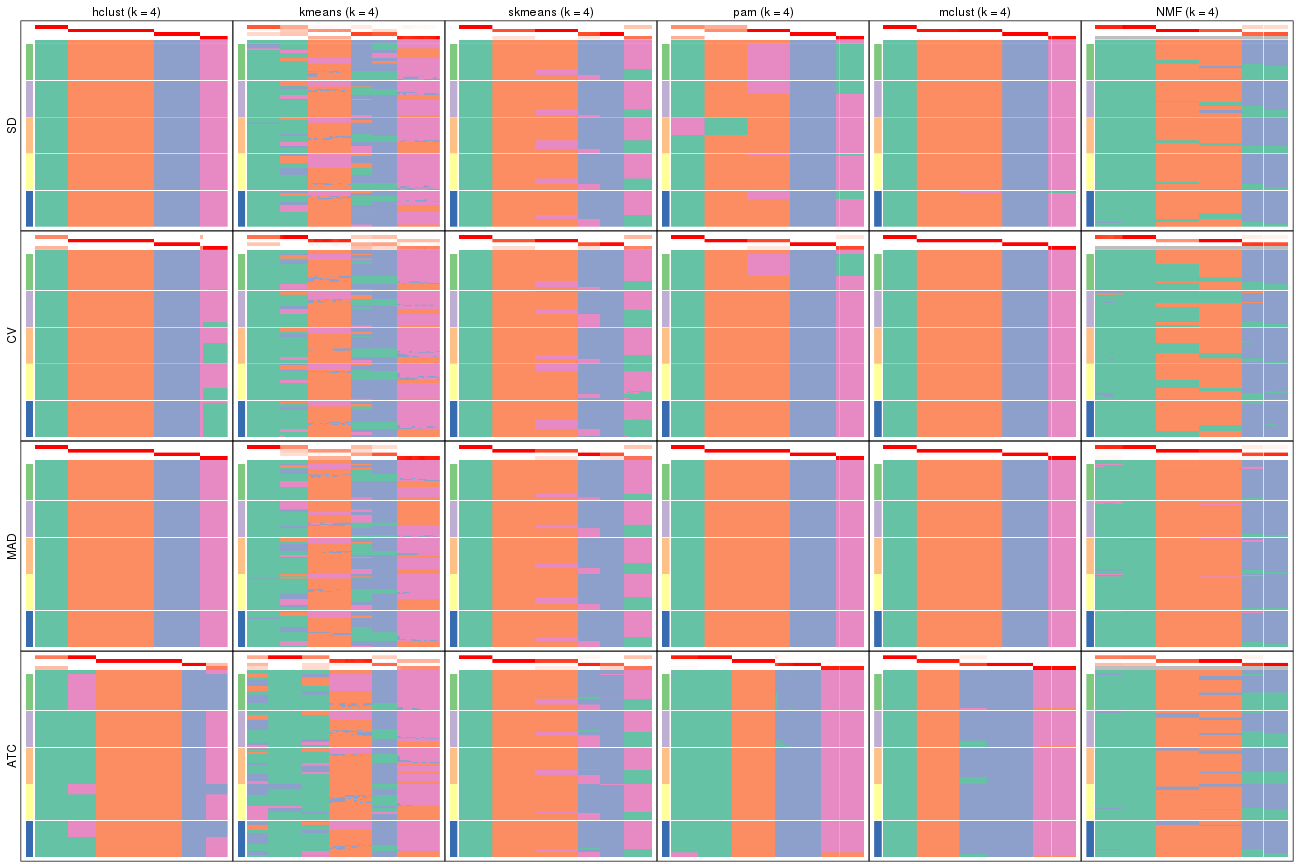 hclust (k = 4) kmeans (k = 4) skmeans (k = 4) pam (k = 4) mclust (k = 4) NMF (k = 4)
SD
CV
MAD
ATC